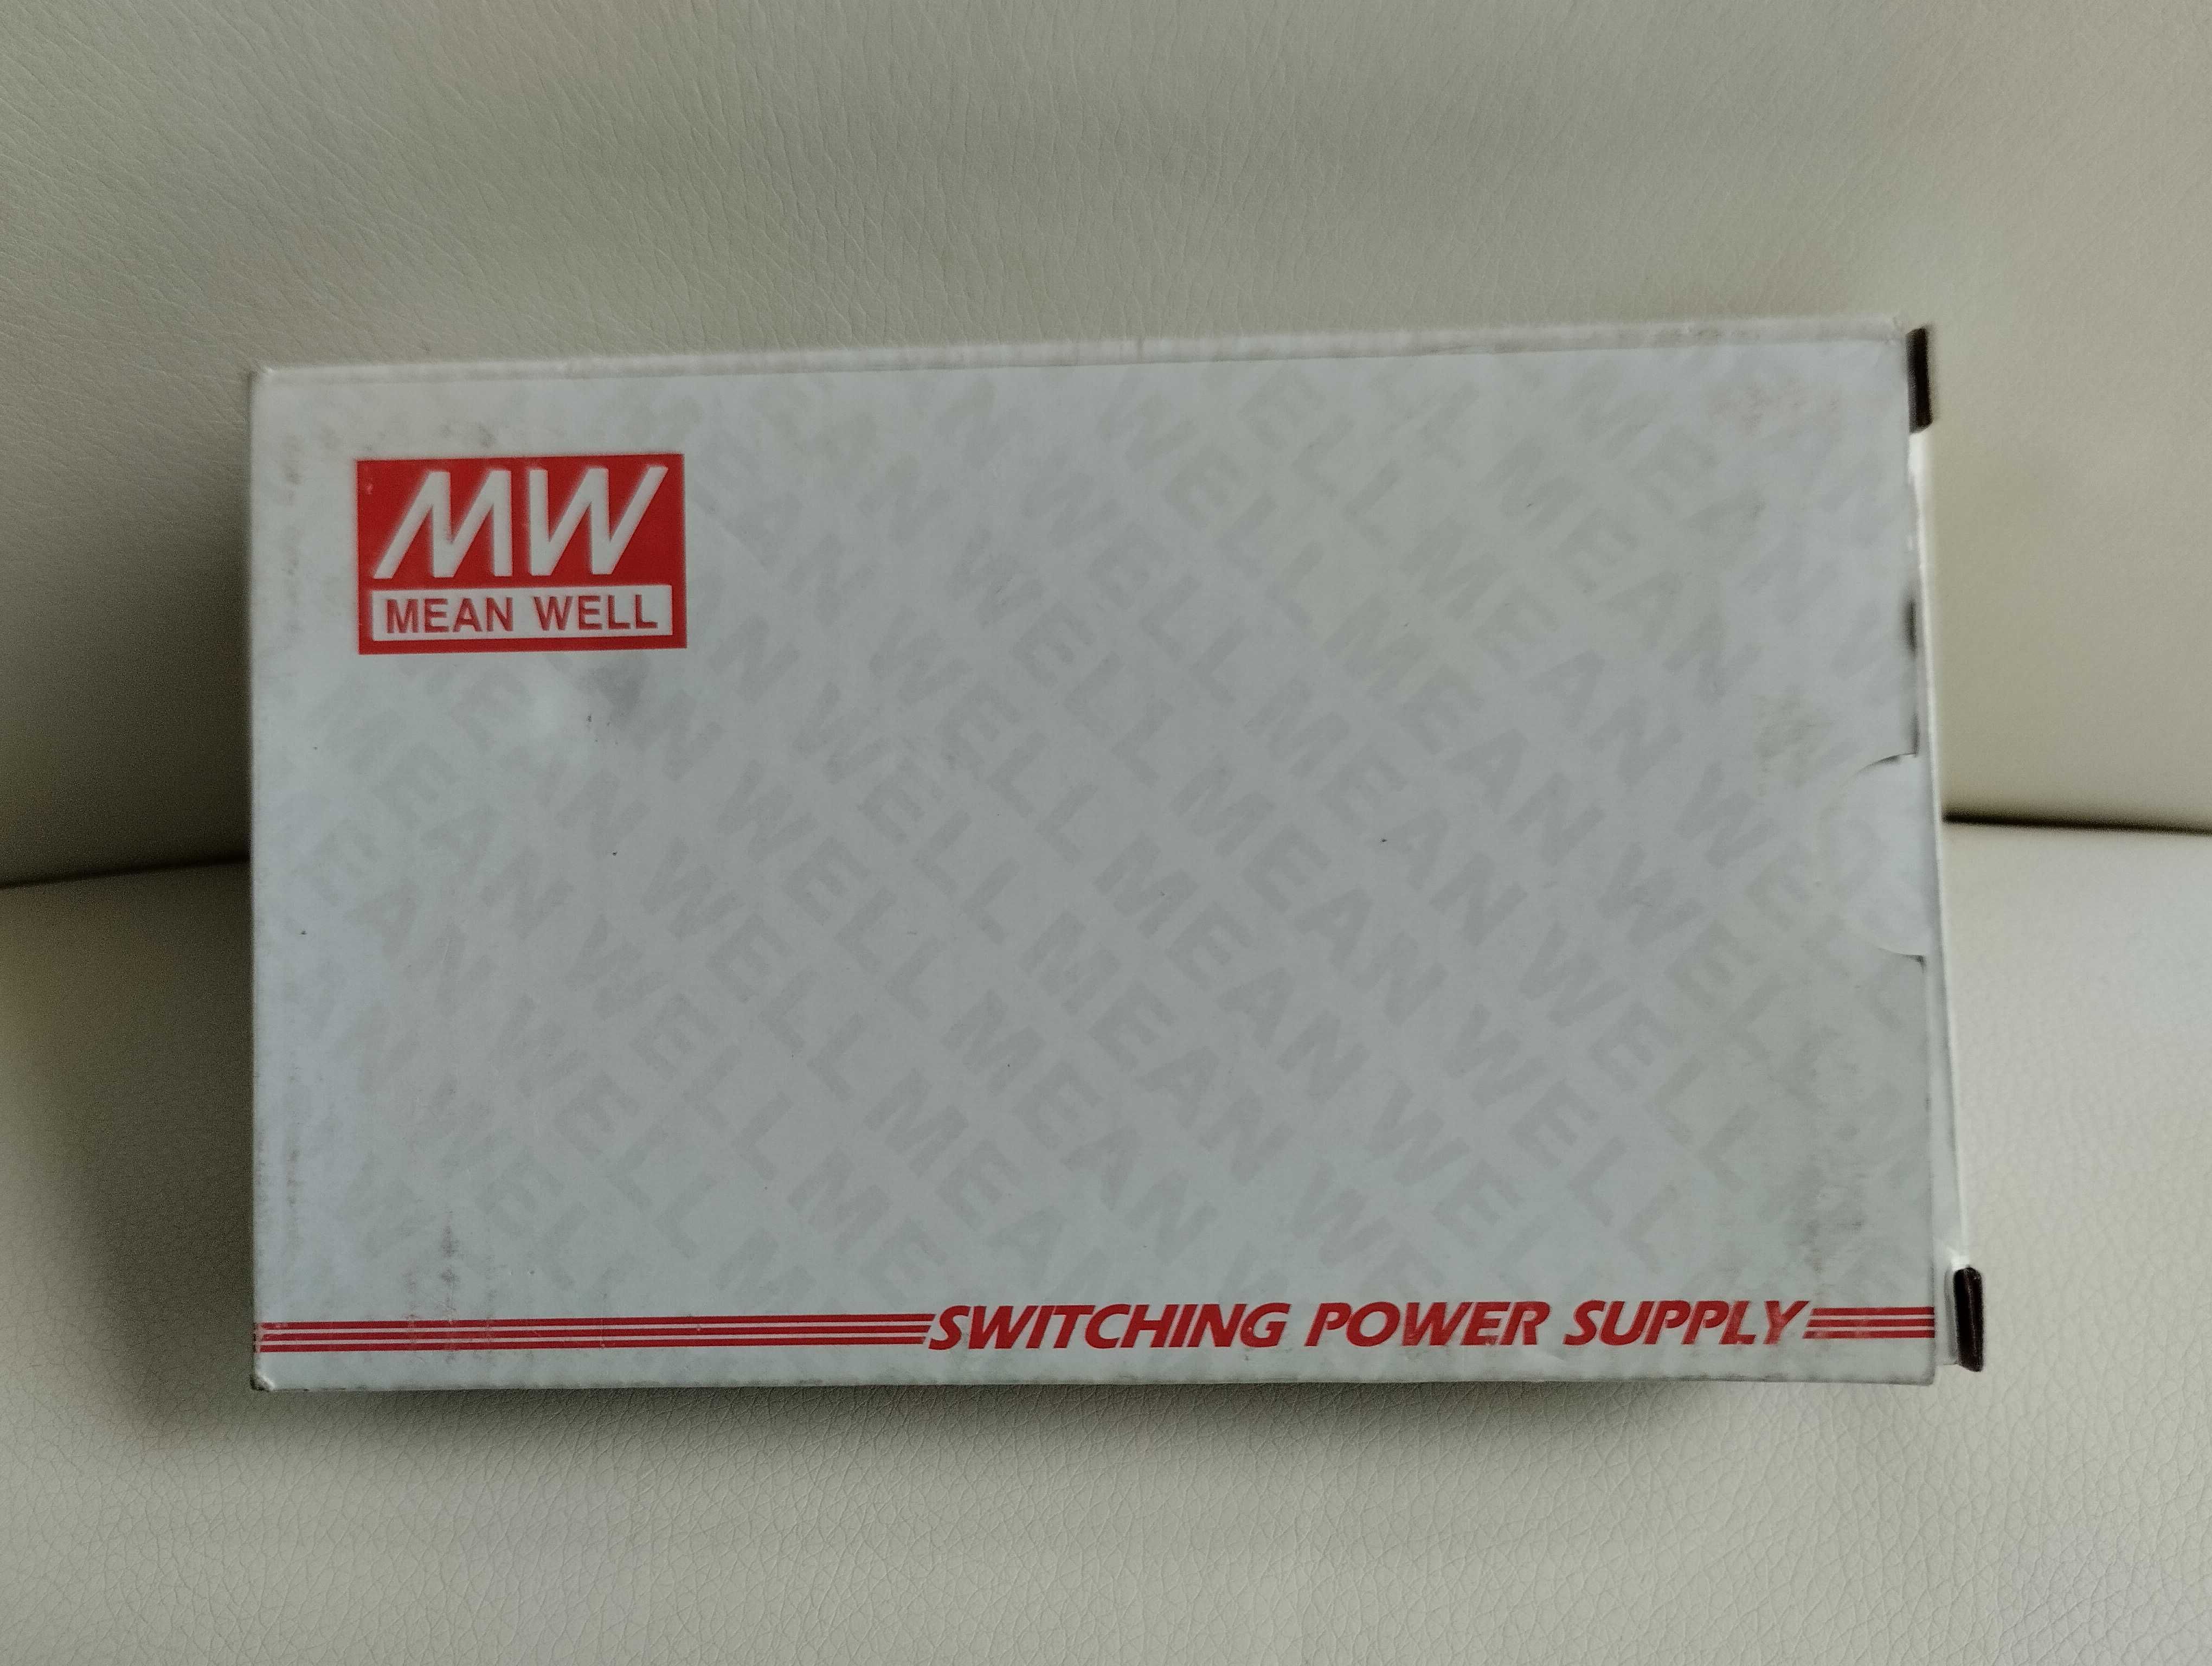 MW
MEAN WELL
SWITCHING POWER SUPPLY